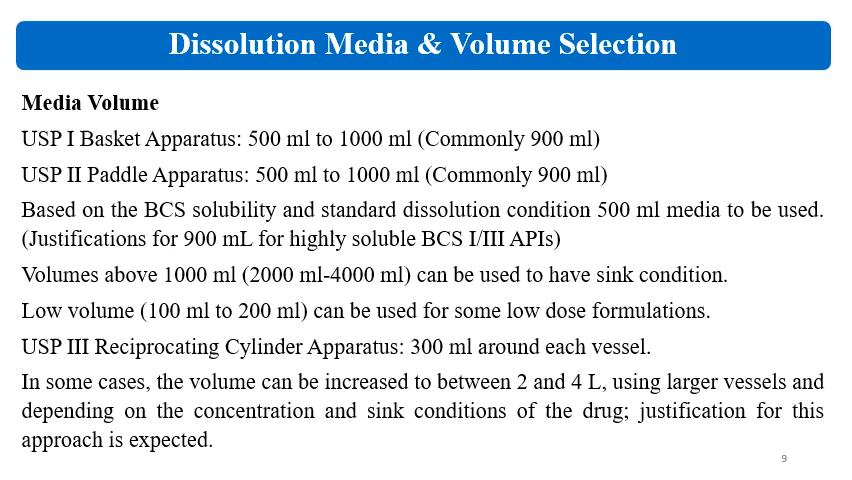 Dissolution Media & Volume Selection
Media Volume
USP I Basket Apparatus: 500 ml to 1000 ml (Commonly 900 ml)
USP II Paddle Apparatus: 500 ml to 1000 ml (Commonly 900 ml)
Based on the BCS solubility and standard dissolution condition 500 ml media to be used.
(Justifications for 900 mL for highly soluble BCS I/III APIs)
Volumes above 1000 ml (2000 ml-4000 ml) can be used to have sink condition.
Low volume (100 ml to 200 ml) can be used for some low dose formulations.
USP III Reciprocating Cylinder Apparatus: 300 ml around each vessel.
In some cases, the volume can be increased to between 2 and 4 L, using larger vessels and
depending on the concentration and sink conditions of the drug; justification for this
approach is expected.
9